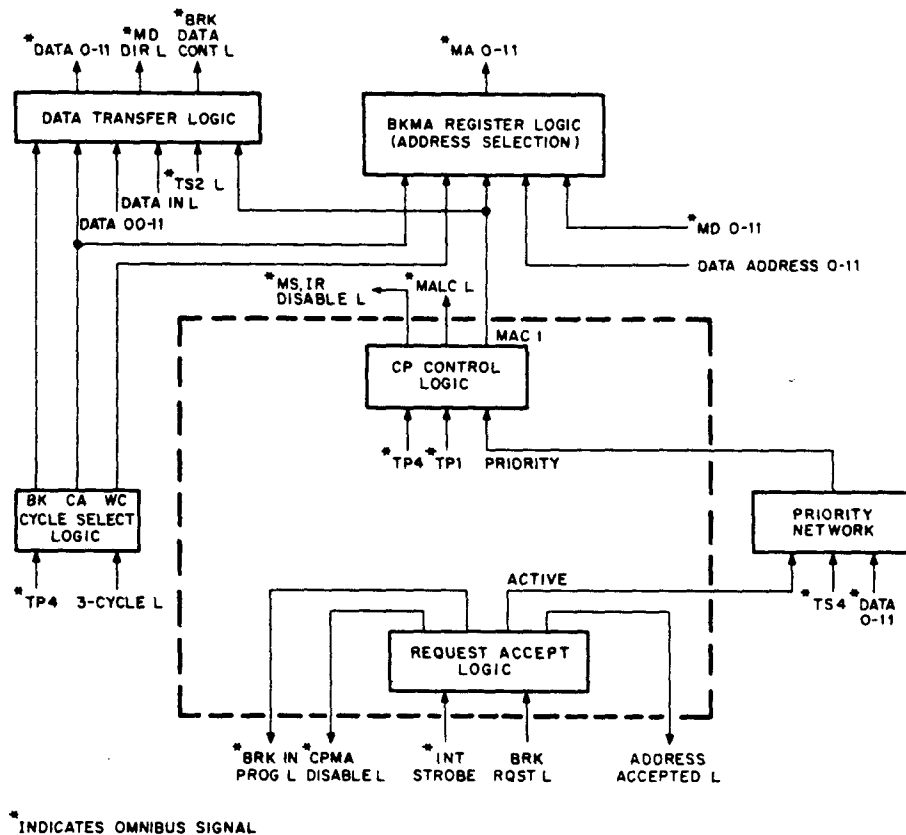 *BRK
*DATA 0-11 *MD DATA
DIR L CONT L
*MA 0-11
DATA TRANSFER LOGIC
BKMA REGISTER LOGIC
(ADDRESS SELECTION)
*TS2 L
DATA IN L
DATA 00-11
*MD 0-11
DATA ADDRESS 0-11
*MS,IR
DISABLE L
*MALC L
MAC 1
CP CONTROL
LOGIC
*TP4 *TP1 PRIORITY
BK CA WC
CYCLE SELECT
LOGIC
PRIORITY
NETWORK
*TP4 3-CYCLE L
ACTIVE
*TS4 *DATA
0-11
REQUEST ACCEPT
LOGIC
*BRK IN *CPMA *INT BRK ADDRESS
PROG L DISABLE L STROBE RQST L ACCEPTED L
*INDICATES OMNIBUS SIGNAL